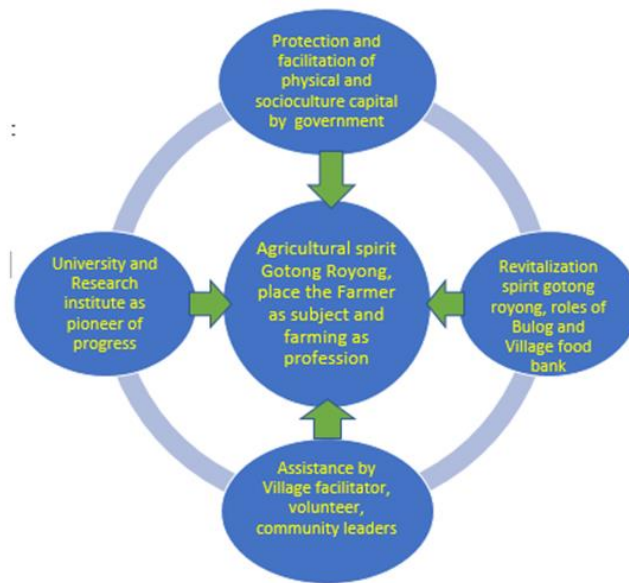 Protection and
facilitation of
physical and
socioculture capital
by government
:
University and
Research
institute as
pioneer of
progress
Agricultural spirit
Gotong Royong,
place the Farmer
as subject and
farming as
profession
Revitalization
spirit gotong
royong, roles of
Bulog and
Village food
bank
Assistance by
Village facilitator,
volunteer,
community leaders